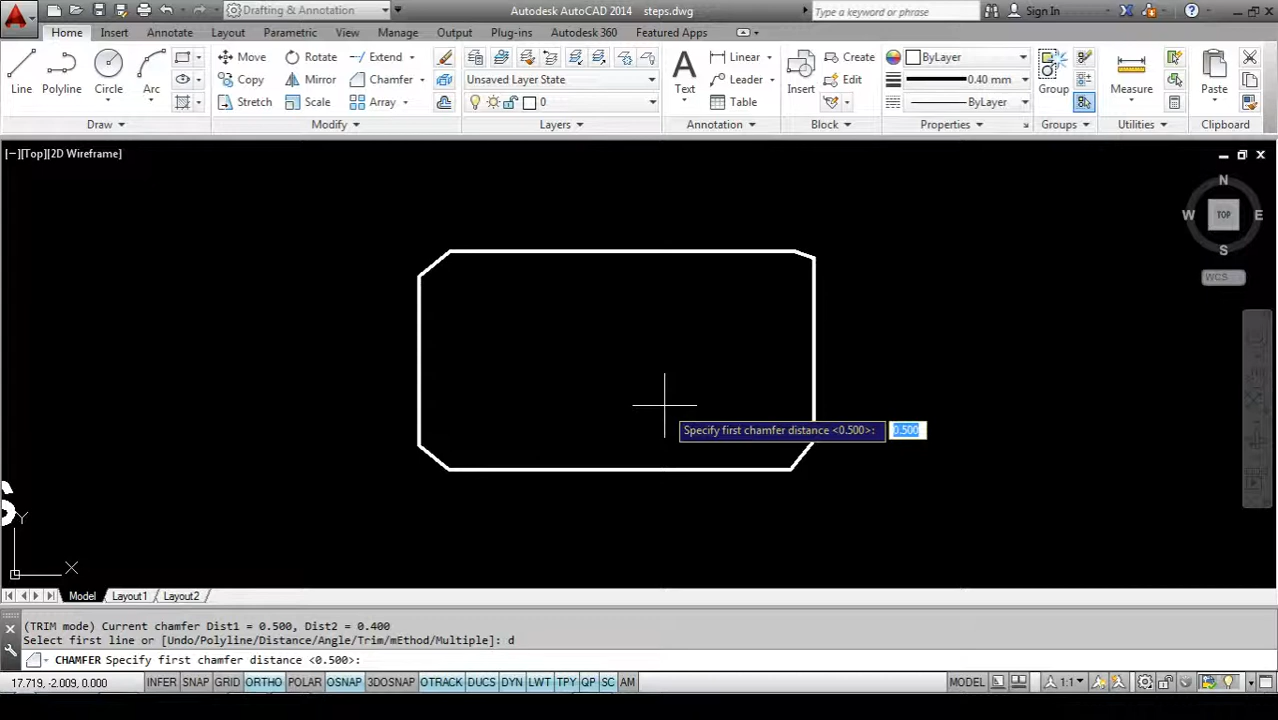 Drafting & Annotation Autodesk AutoCAD 2014 steps.dwg Type a keyword or phrase Sign In
Home Insert Annotate Layout Parametric View Manage Output Plug-ins Autodesk 360 Featured Apps
Line Polyline Circle Arc
Move Rotate Extend
Copy Mirror Chamfer
Stretch Scale Array
Unsaved Layer State
0
Text
Linear
Leader
Table
Insert
Create
Edit
ByLayer
0.40 mm
ByLayer
Group
Measure
Paste
Draw Modify Layers Annotation Block Properties Groups Utilities Clipboard
[−][Top][2D Wireframe]
N
W TOP E
S
WCS
Specify first chamfer distance <0.500>: 0.500
S
Y
X
Model Layout1 Layout2
(TRIM mode) Current chamfer Dist1 = 0.500, Dist2 = 0.400
Select first line or [Undo/Polyline/Distance/Angle/Trim/mEthod/Multiple]: d
CHAMFER Specify first chamfer distance <0.500>:
17.719, -2.009, 0.000 INFER SNAP GRID ORTHO POLAR OSNAP 3DOSNAP OTRACK DUCS DYN LWT TPY QP SC AM MODEL 1:1